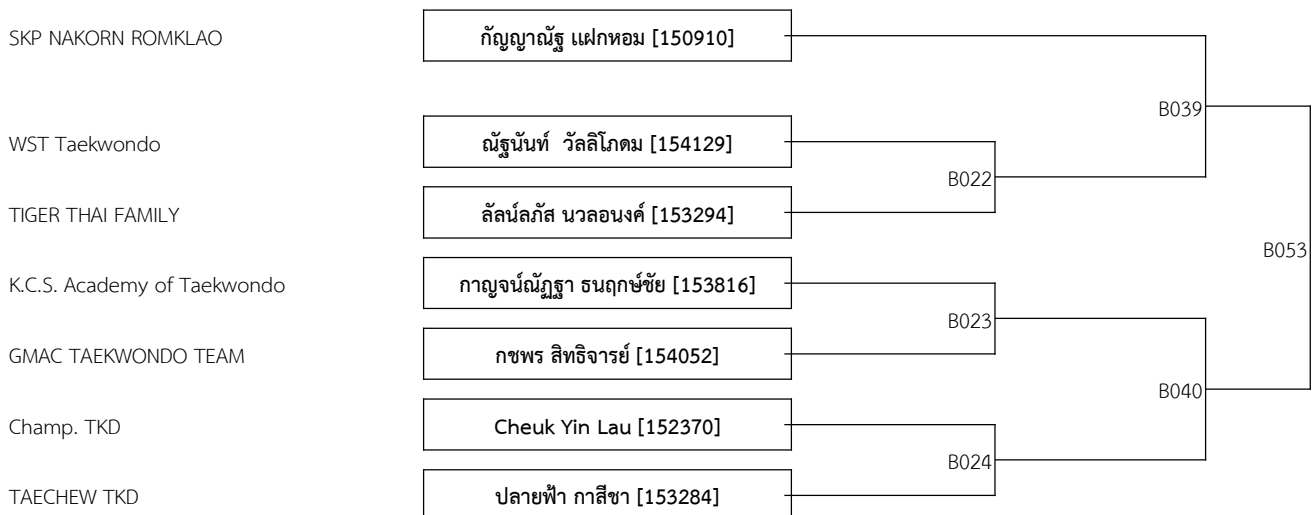 SKP NAKORN ROMKLAO กัญญาณัฐ แฝกหอม [150910]
B039
WST Taekwondo ณัฐนันท์ วัลลิโภดม [154129]
B022
TIGER THAI FAMILY ลัลน์ลภัส นวลอนงค์ [153294]
B053
K.C.S. Academy of Taekwondo กาญจน์ณัฏฐา ธนฤกษ์ชัย [153816]
B023
GMAC TAEKWONDO TEAM กชพร สิทธิจารย์ [154052]
B040
Champ. TKD Cheuk Yin Lau [152370]
B024
TAECHEW TKD ปลายฟ้า กาสีชา [153284]